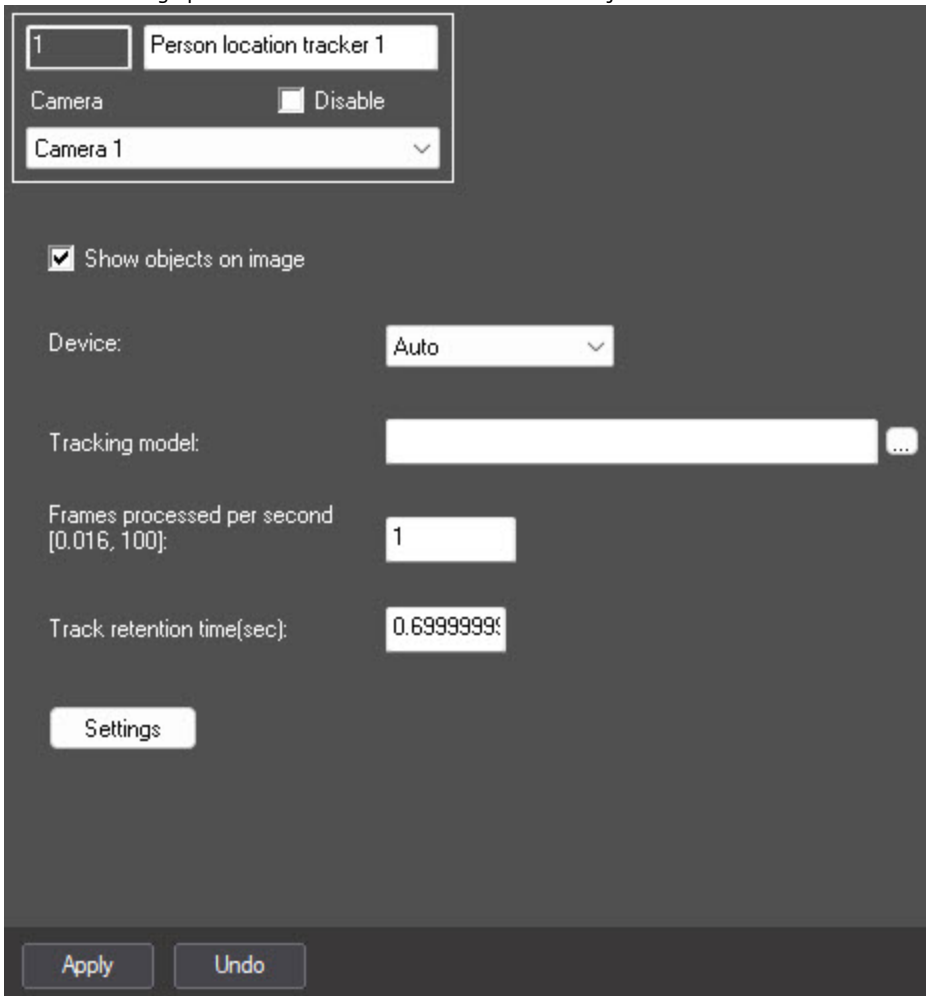 1 Person location tracker 1
Camera Disable
Camera 1
Show objects on image
Device: Auto
Tracking model: ...
Frames processed per second
[0.016, 100]: 1
Track retention time(sec): 0.69999999
Settings
Apply Undo